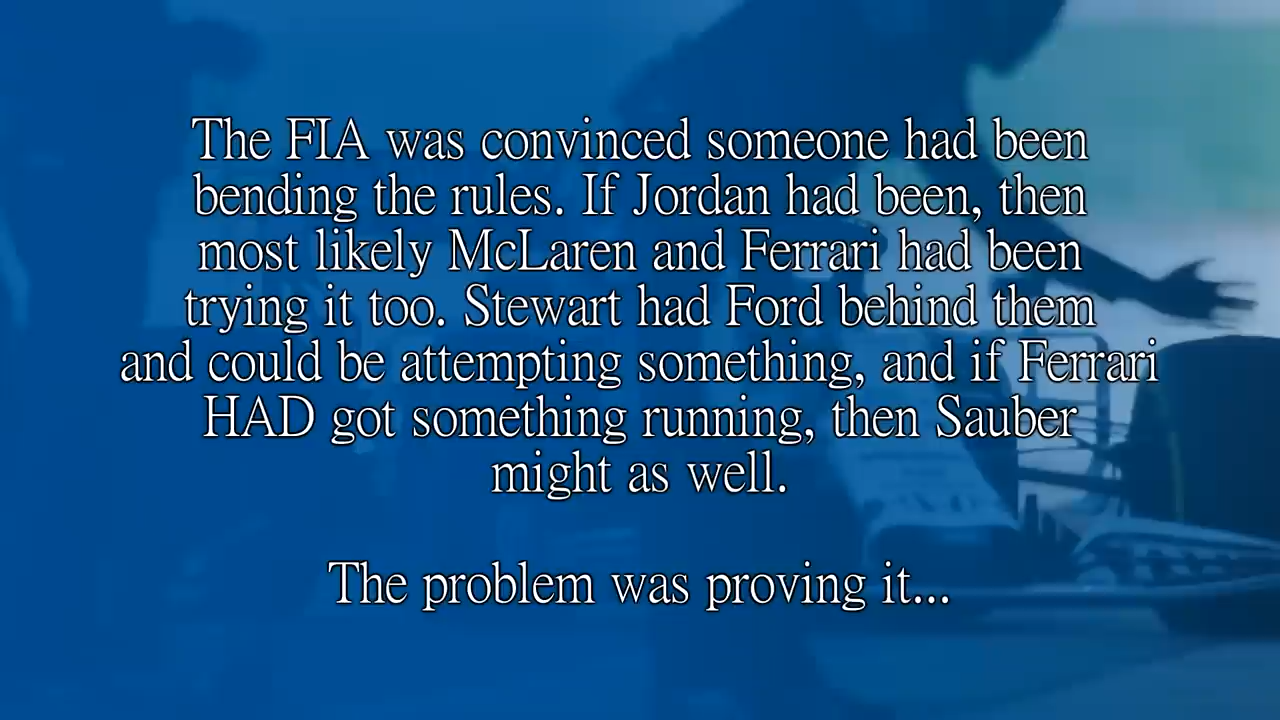 The FIA was convinced someone had been
bending the rules. If Jordan had been, then
most likely McLaren and Ferrari had been
trying it too. Stewart had Ford behind them
and could be attempting something, and if Ferrari
HAD got something running, then Sauber
might as well.
The problem was proving it...